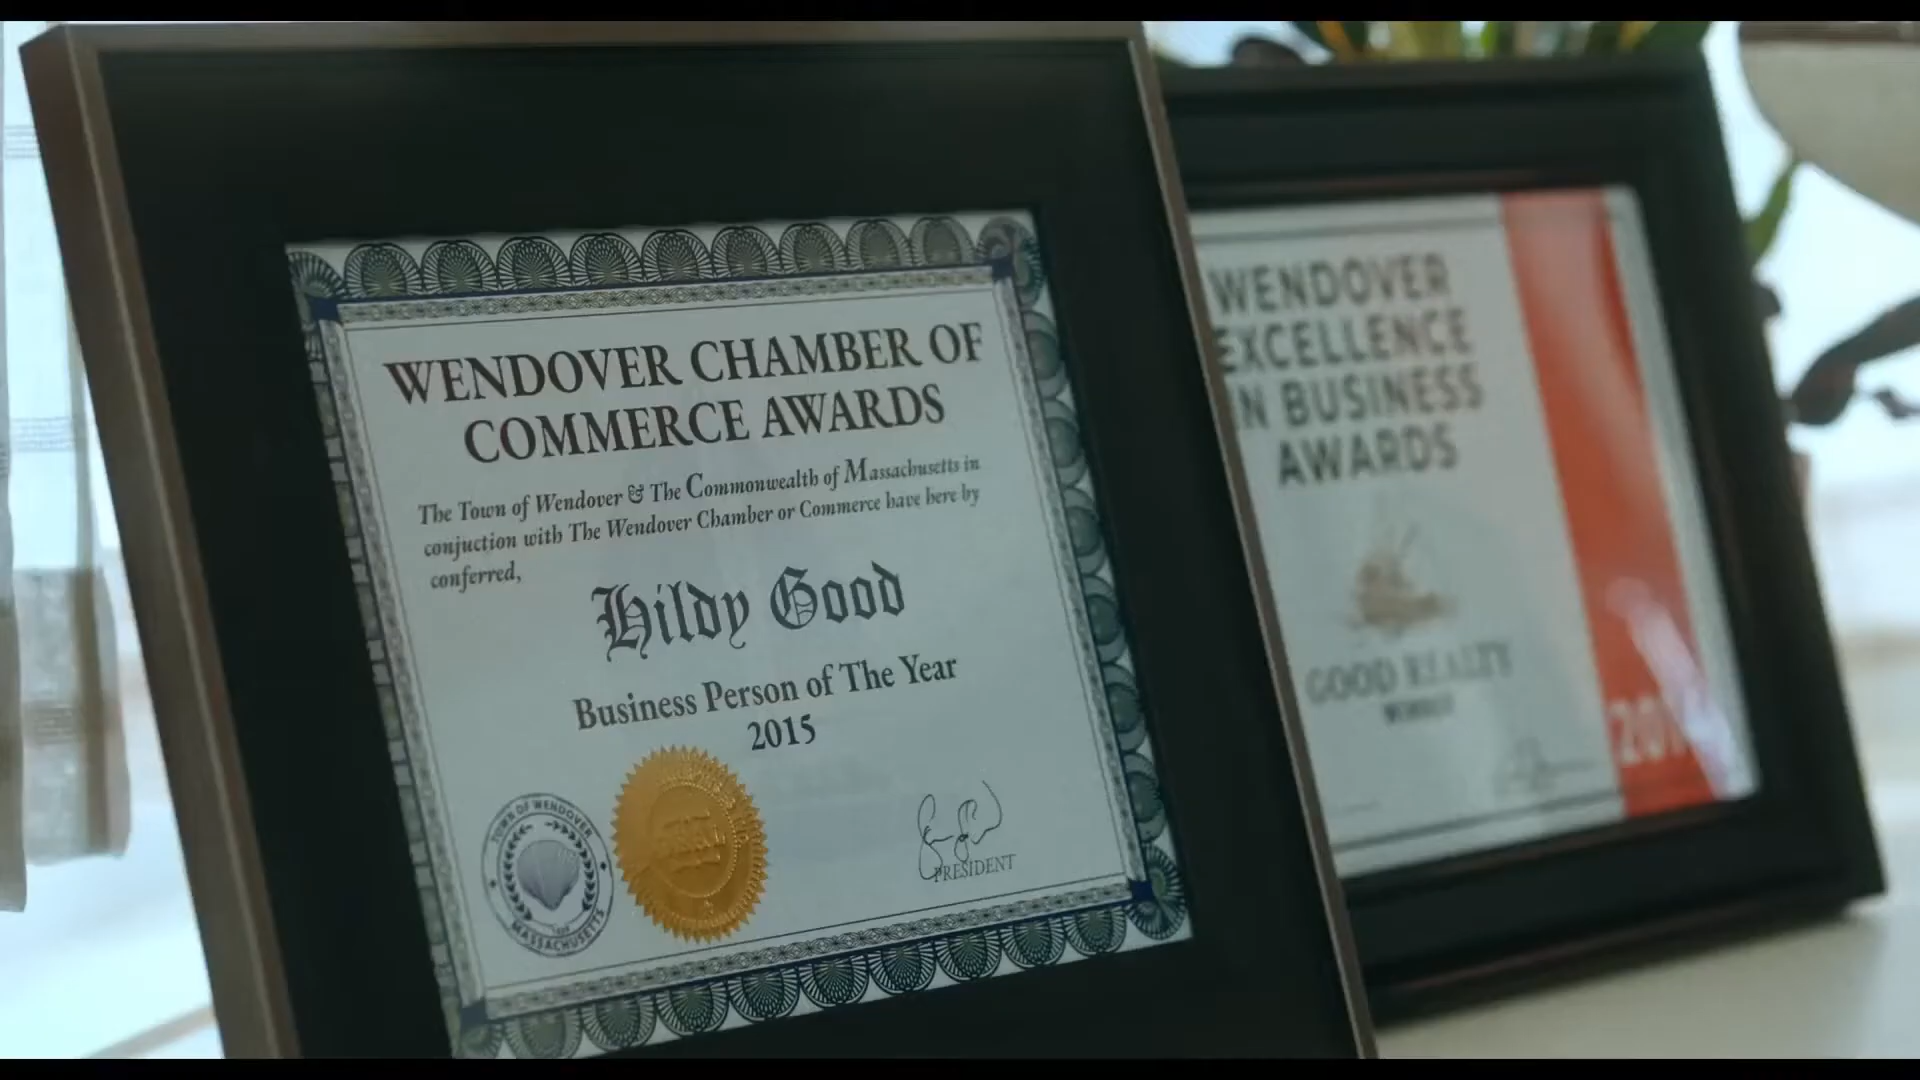 WENDOVER CHAMBER OF
COMMERCE AWARDS
The Town of Wendover & The Commonwealth of Massachusetts in
conjuction with The Wendover Chamber or Commerce have here by
conferred,
Hildy Good
Business Person of The Year
2015
TOWN OF WENDOVER
MASSACHUSETTS
PRESIDENT
WENDOVER
EXCELLENCE
IN BUSINESS
AWARDS
GOOD REALTY